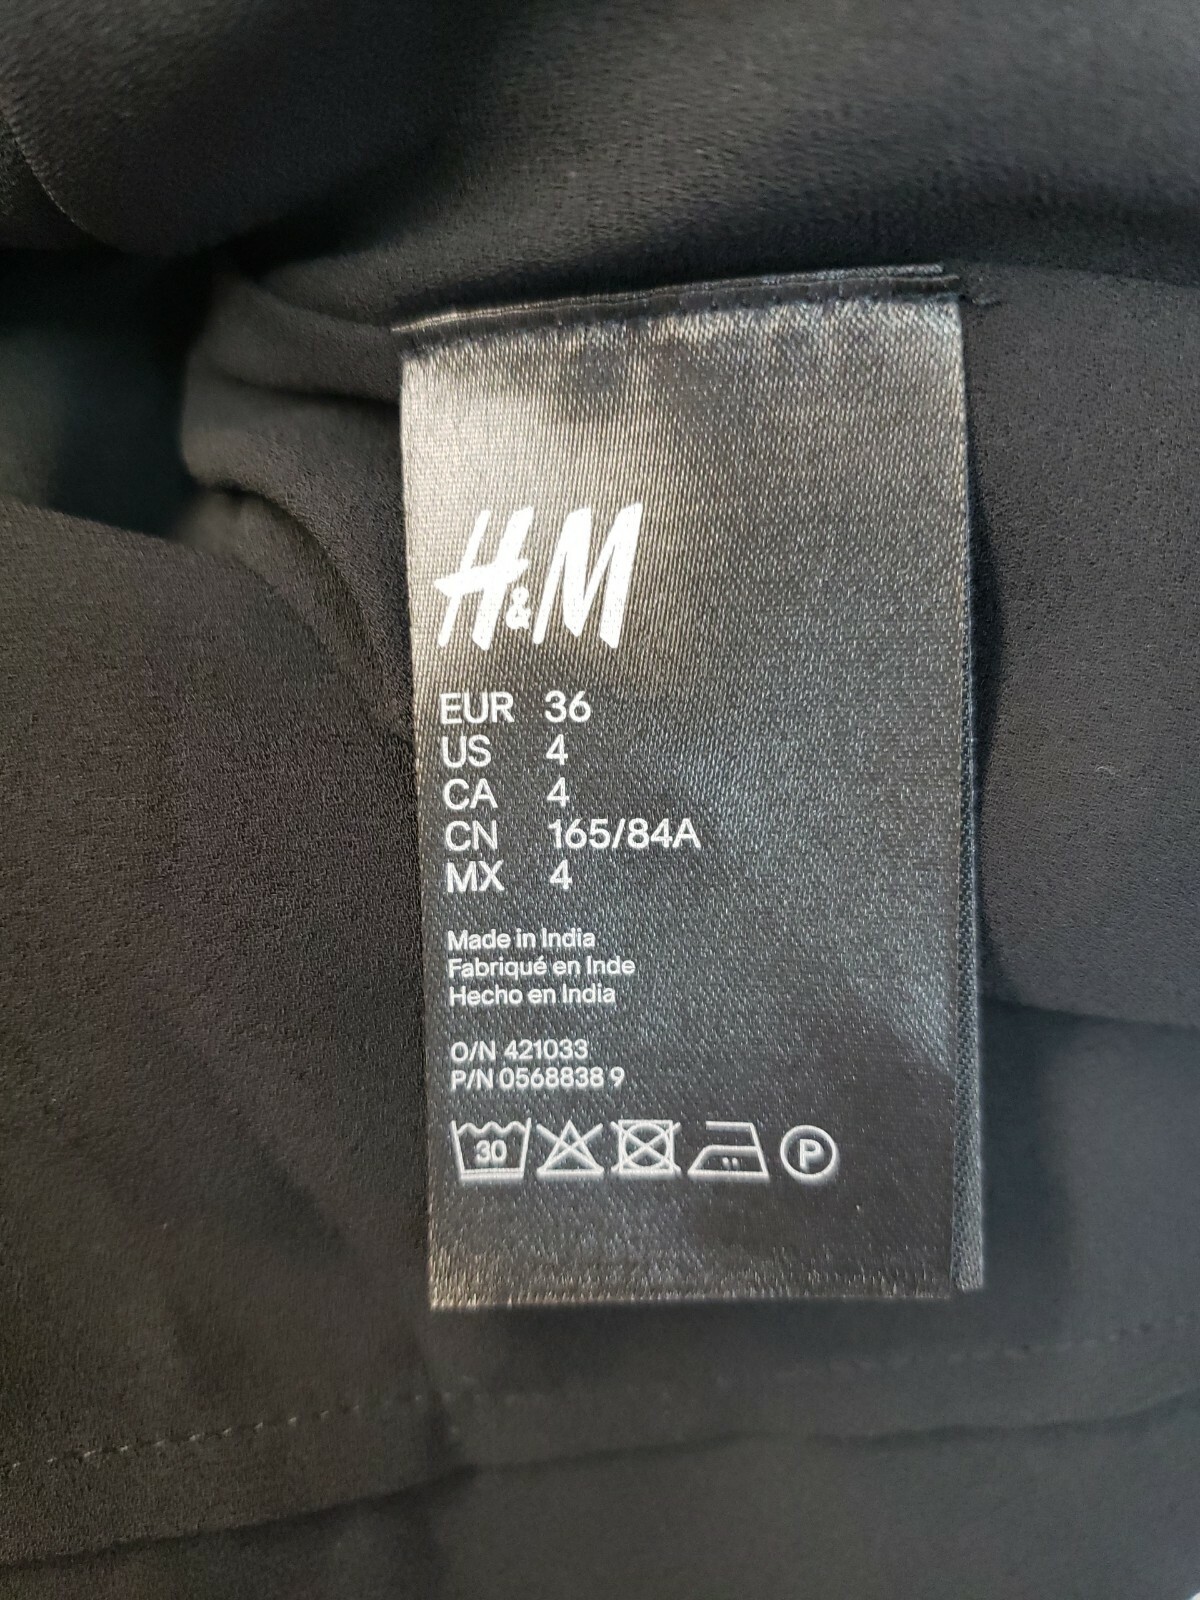 H&M
EUR 36
US 4
CA 4
CN 165/84A
MX 4
Made in India
Fabriqué en Inde
Hecho en India
O/N 421033
P/N 0568838 9
30
P